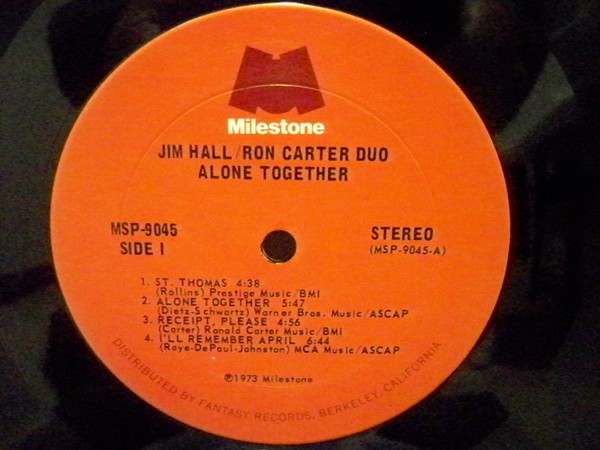 Milestone
JIM HALL/RON CARTER DUO
ALONE TOGETHER
MSP-9045
SIDE I
STEREO
(MSP-9045-A)
1. ST. THOMAS 4:38
(Rollins) Prestige Music/BMI
2. ALONE TOGETHER 5:47
(Dietz-Schwartz) Warner Bros. Music/ASCAP
3. RECEIPT, PLEASE 4:56
(Carter) Ronald Carter Music/BMI
4. I'LL REMEMBER APRIL 6:44
(Raye-DePaul-Johnston) MCA Music/ASCAP
℗1973 Milestone
DISTRIBUTED BY FANTASY RECORDS, BERKELEY, CALIFORNIA